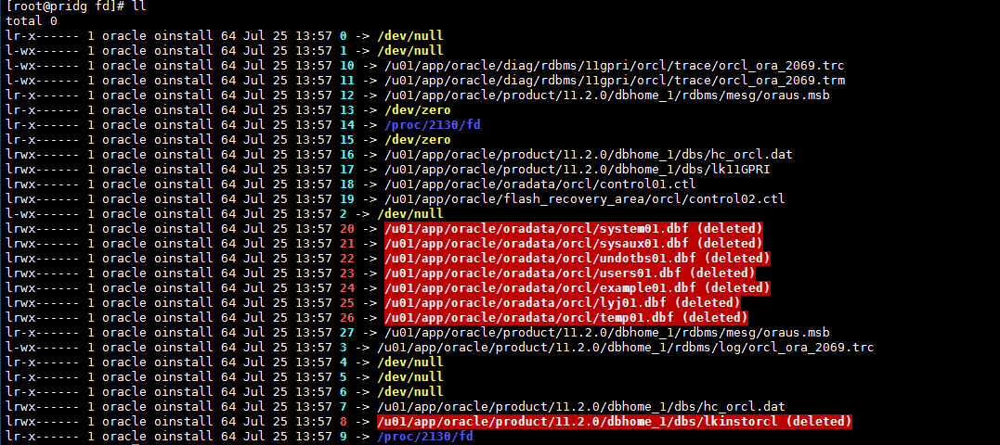 [root@pridg fd]# ll
total 0
lr-x------ 1 oracle oinstall 64 Jul 25 13:57 0 -> /dev/null
l-wx------ 1 oracle oinstall 64 Jul 25 13:57 1 -> /dev/null
l-wx------ 1 oracle oinstall 64 Jul 25 13:57 10 -> /u01/app/oracle/diag/rdbms/11gpri/orcl/trace/orcl_ora_2069.trc
l-wx------ 1 oracle oinstall 64 Jul 25 13:57 11 -> /u01/app/oracle/diag/rdbms/11gpri/orcl/trace/orcl_ora_2069.trm
lr-x------ 1 oracle oinstall 64 Jul 25 13:57 12 -> /u01/app/oracle/product/11.2.0/dbhome_1/rdbms/mesg/oraus.msb
lr-x------ 1 oracle oinstall 64 Jul 25 13:57 13 -> /dev/zero
lr-x------ 1 oracle oinstall 64 Jul 25 13:57 14 -> /proc/2130/fd
lr-x------ 1 oracle oinstall 64 Jul 25 13:57 15 -> /dev/zero
lrwx------ 1 oracle oinstall 64 Jul 25 13:57 16 -> /u01/app/oracle/product/11.2.0/dbhome_1/dbs/hc_orcl.dat
lrwx------ 1 oracle oinstall 64 Jul 25 13:57 17 -> /u01/app/oracle/product/11.2.0/dbhome_1/dbs/lk11GPRI
lrwx------ 1 oracle oinstall 64 Jul 25 13:57 18 -> /u01/app/oracle/oradata/orcl/control01.ctl
lrwx------ 1 oracle oinstall 64 Jul 25 13:57 19 -> /u01/app/oracle/flash_recovery_area/orcl/control02.ctl
l-wx------ 1 oracle oinstall 64 Jul 25 13:57 2 -> /dev/null
lrwx------ 1 oracle oinstall 64 Jul 25 13:57 20 -> /u01/app/oracle/oradata/orcl/system01.dbf (deleted)
lrwx------ 1 oracle oinstall 64 Jul 25 13:57 21 -> /u01/app/oracle/oradata/orcl/sysaux01.dbf (deleted)
lrwx------ 1 oracle oinstall 64 Jul 25 13:57 22 -> /u01/app/oracle/oradata/orcl/undotbs01.dbf (deleted)
lrwx------ 1 oracle oinstall 64 Jul 25 13:57 23 -> /u01/app/oracle/oradata/orcl/users01.dbf (deleted)
lrwx------ 1 oracle oinstall 64 Jul 25 13:57 24 -> /u01/app/oracle/oradata/orcl/example01.dbf (deleted)
lrwx------ 1 oracle oinstall 64 Jul 25 13:57 25 -> /u01/app/oracle/oradata/orcl/lyj01.dbf (deleted)
lrwx------ 1 oracle oinstall 64 Jul 25 13:57 26 -> /u01/app/oracle/oradata/orcl/temp01.dbf (deleted)
lr-x------ 1 oracle oinstall 64 Jul 25 13:57 27 -> /u01/app/oracle/product/11.2.0/dbhome_1/rdbms/mesg/oraus.msb
l-wx------ 1 oracle oinstall 64 Jul 25 13:57 3 -> /u01/app/oracle/product/11.2.0/dbhome_1/rdbms/log/orcl_ora_2069.trc
lr-x------ 1 oracle oinstall 64 Jul 25 13:57 4 -> /dev/null
lr-x------ 1 oracle oinstall 64 Jul 25 13:57 5 -> /dev/null
lr-x------ 1 oracle oinstall 64 Jul 25 13:57 6 -> /dev/null
lrwx------ 1 oracle oinstall 64 Jul 25 13:57 7 -> /u01/app/oracle/product/11.2.0/dbhome_1/dbs/hc_orcl.dat
lrwx------ 1 oracle oinstall 64 Jul 25 13:57 8 -> /u01/app/oracle/product/11.2.0/dbhome_1/dbs/lkinstorcl (deleted)
lr-x------ 1 oracle oinstall 64 Jul 25 13:57 9 -> /proc/2130/fd